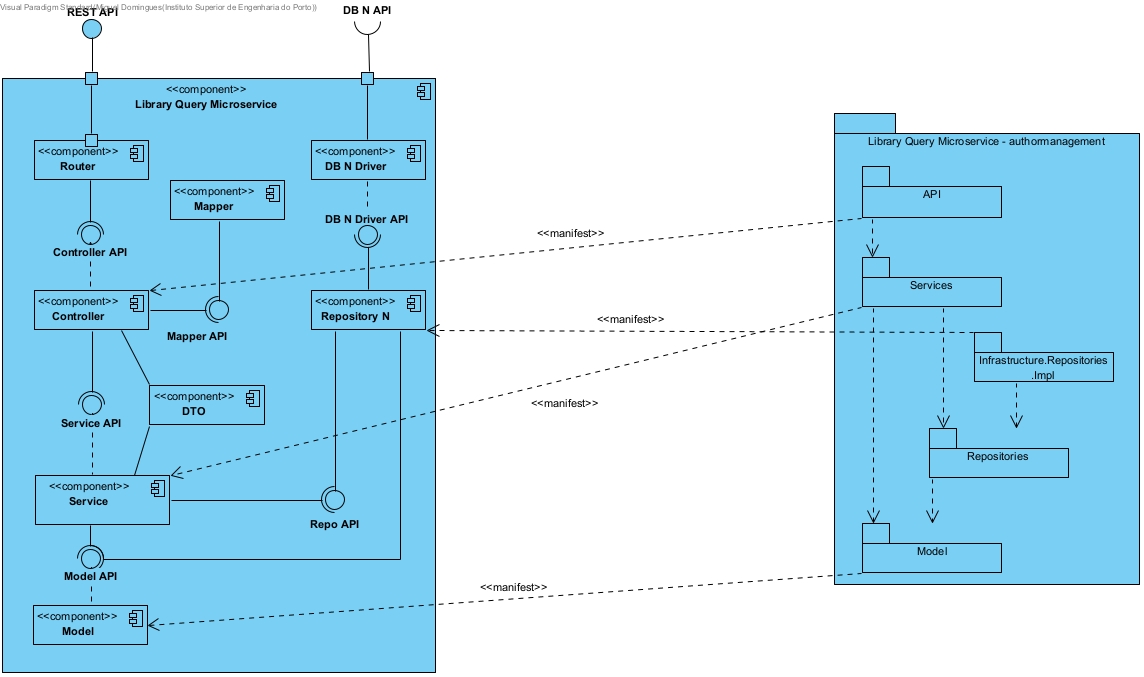 Visual Paradigm Standard(Miguel Domingues(Instituto Superior de Engenharia do Porto))
REST API
DB N API
<<component>>
Library Query Microservice
<<component>>
Router
<<component>>
DB N Driver
<<component>>
Mapper
DB N Driver API
Controller API
<<component>>
Controller
<<component>>
Repository N
Mapper API
<<component>>
DTO
Service API
<<component>>
Service
Repo API
Model API
<<component>>
Model
<<manifest>>
<<manifest>>
<<manifest>>
<<manifest>>
Library Query Microservice - authormanagement
API
Services
Infrastructure.Repositories
.Impl
Repositories
Model